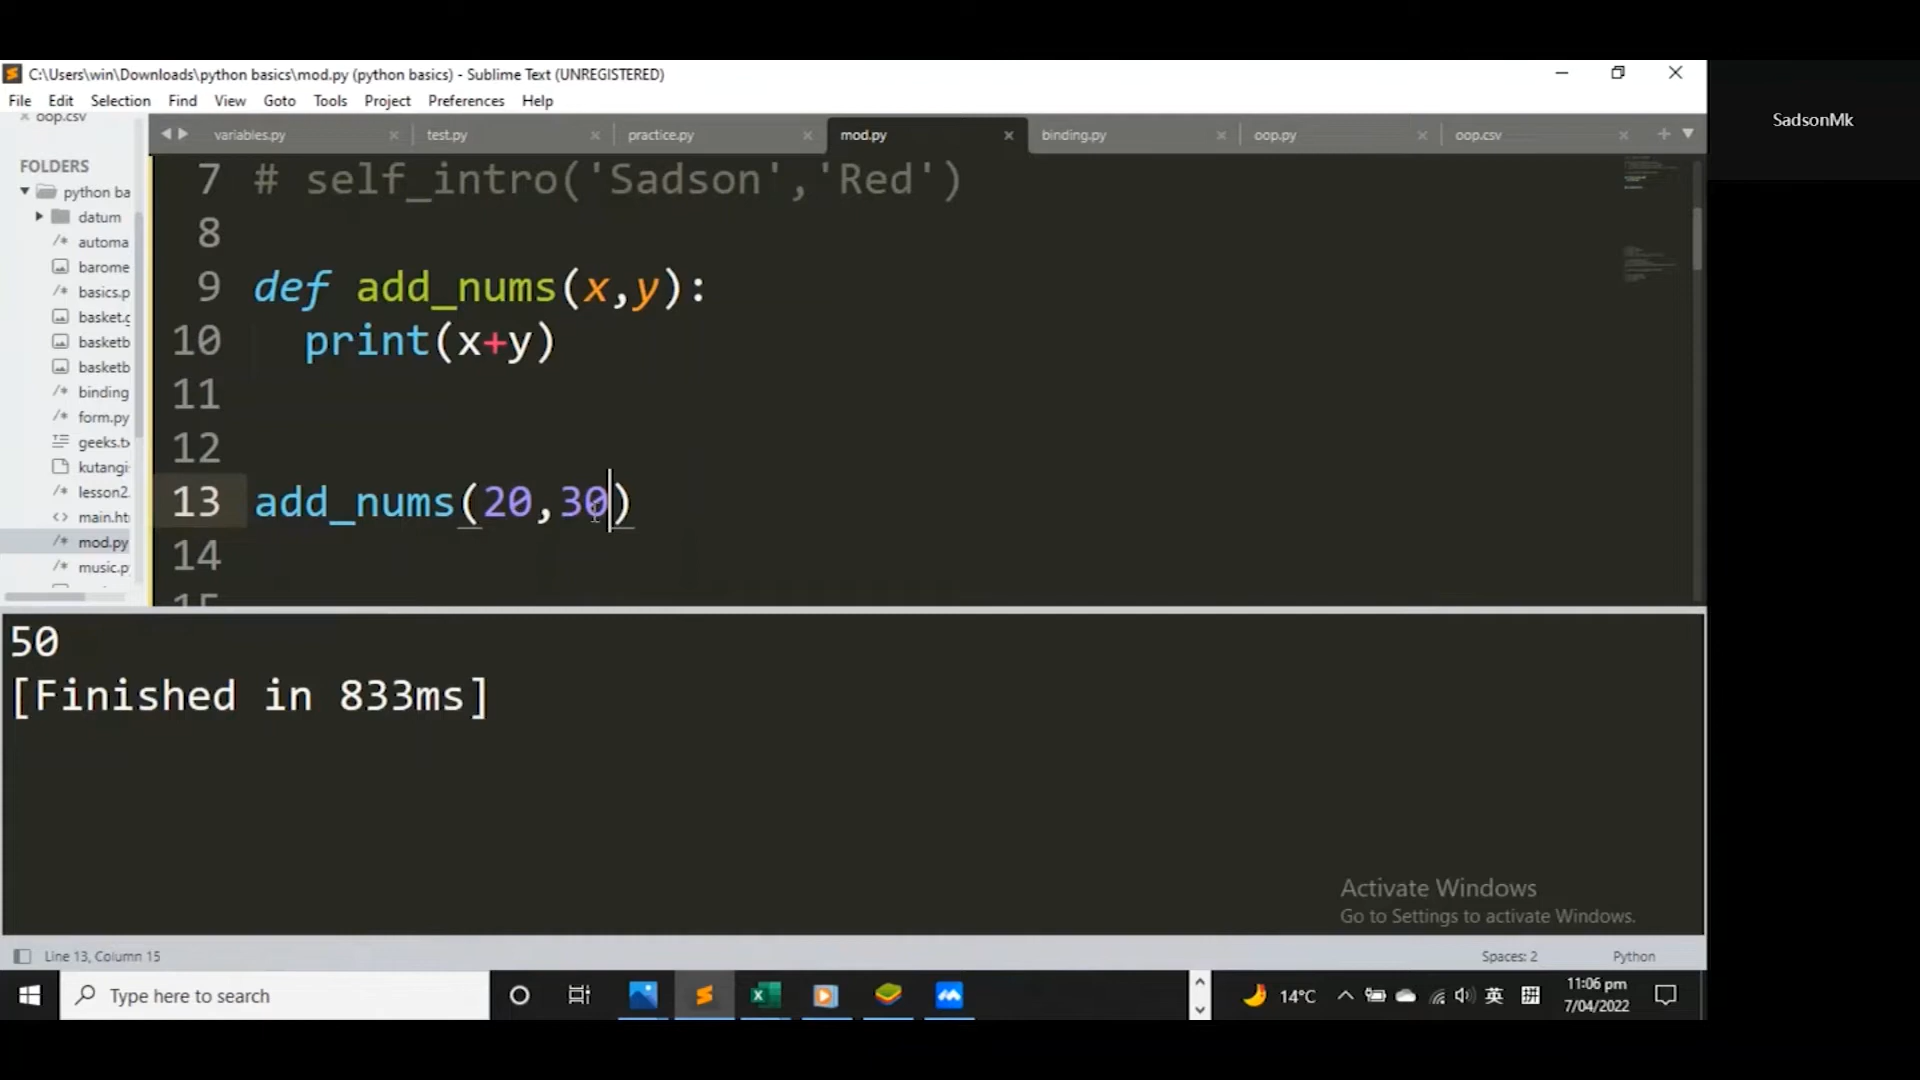 C:\Users\win\Downloads\python basics\mod.py (python basics) - Sublime Text (UNREGISTERED)
File Edit Selection Find View Goto Tools Project Preferences Help
SadsonMk
oop.csv
variables.py test.py practice.py mod.py binding.py oop.py oop.csv
FOLDERS
python ba
datum
automa
barome
basics.p
basket.g
basketb
basketb
binding
form.py
geeks.tx
kutangi
lesson2.
main.ht
mod.py
music.p
7 # self_intro('Sadson','Red')
8
9 def add_nums(x,y):
10 print(x+y)
11
12
13 add_nums(20,30)
14
15
50
[Finished in 833ms]
Activate Windows
Go to Settings to activate Windows.
Line 13, Column 15 Spaces: 2 Python
Type here to search
14°C
英
拼
11:06 pm
7/04/2022